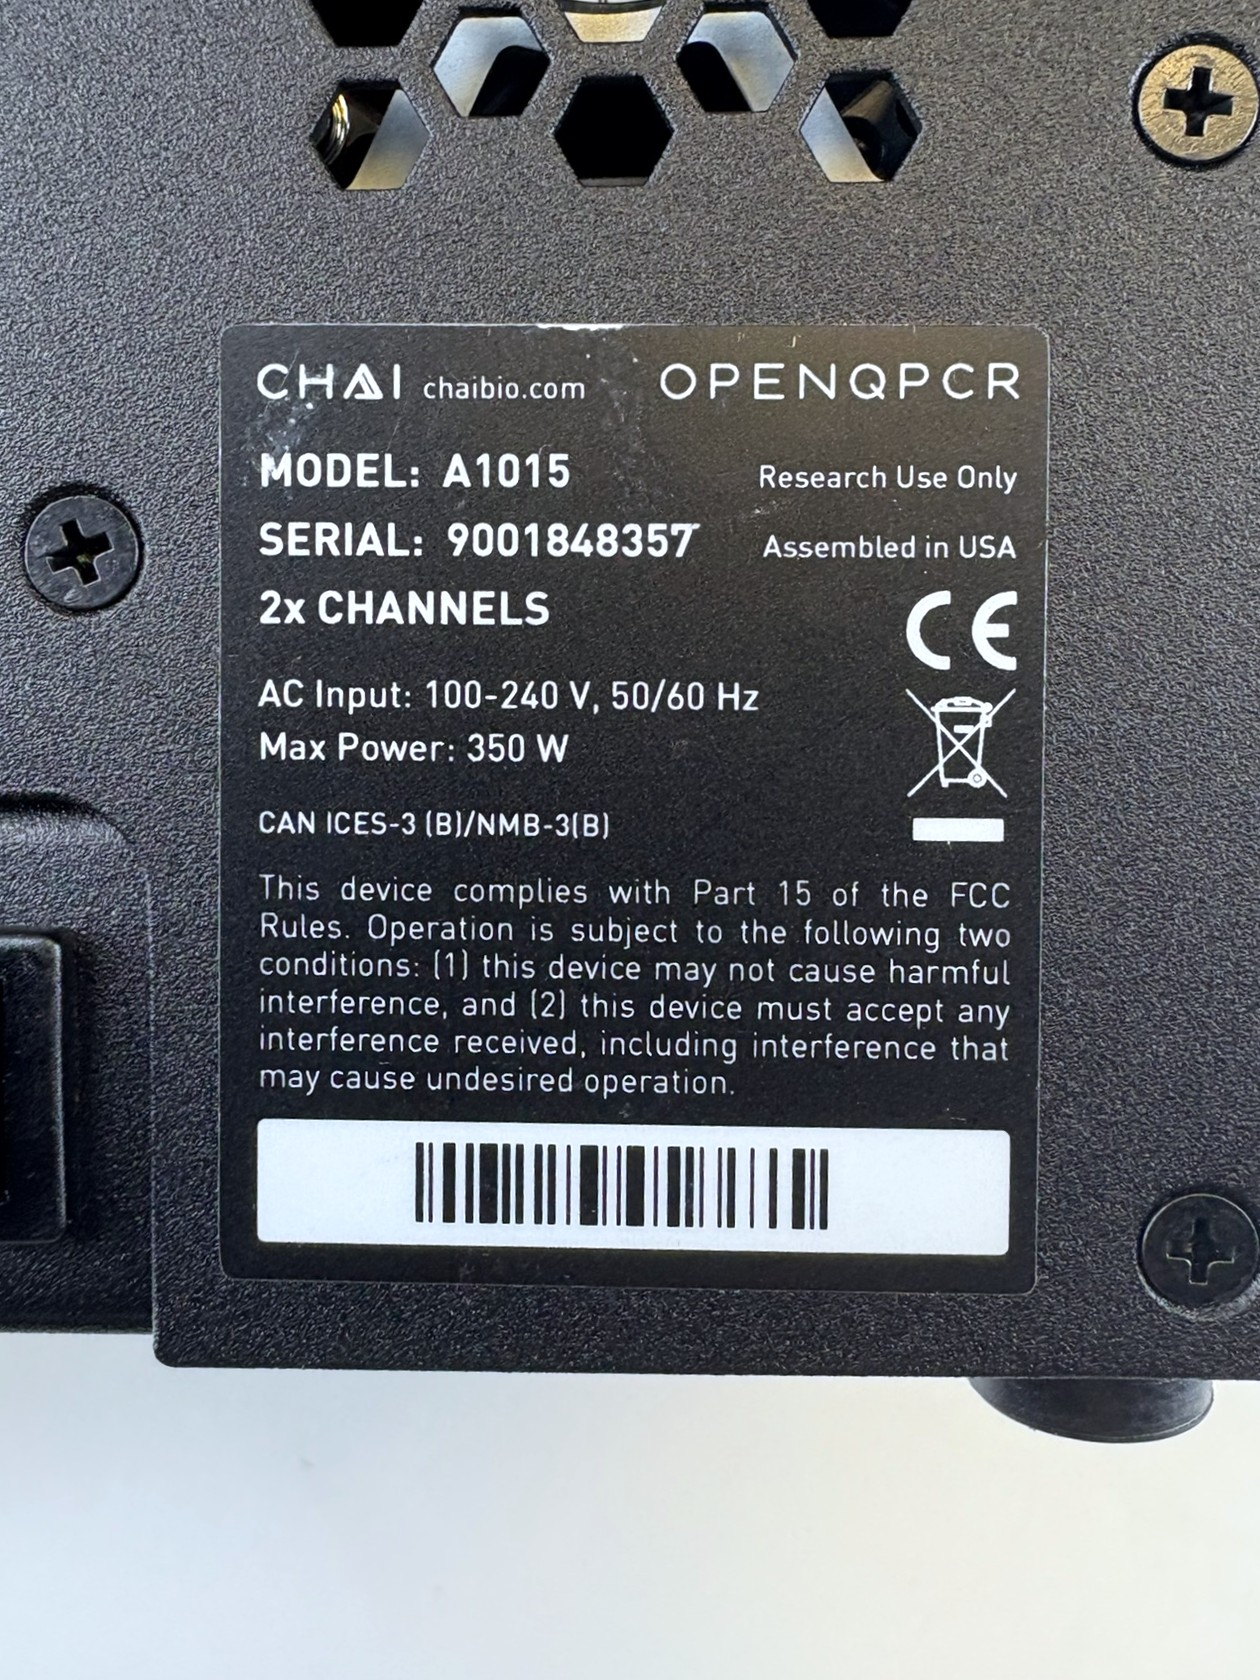 CHAI chaibio.com OPENQPCR
MODEL: A1015 Research Use Only
SERIAL: 9001848357 Assembled in USA
2x CHANNELS
CE
AC Input: 100-240 V, 50/60 Hz
Max Power: 350 W
CAN ICES-3 (B)/NMB-3(B)
This device complies with Part 15 of the FCC
Rules. Operation is subject to the following two
conditions: (1) this device may not cause harmful
interference, and (2) this device must accept any
interference received, including interference that
may cause undesired operation.